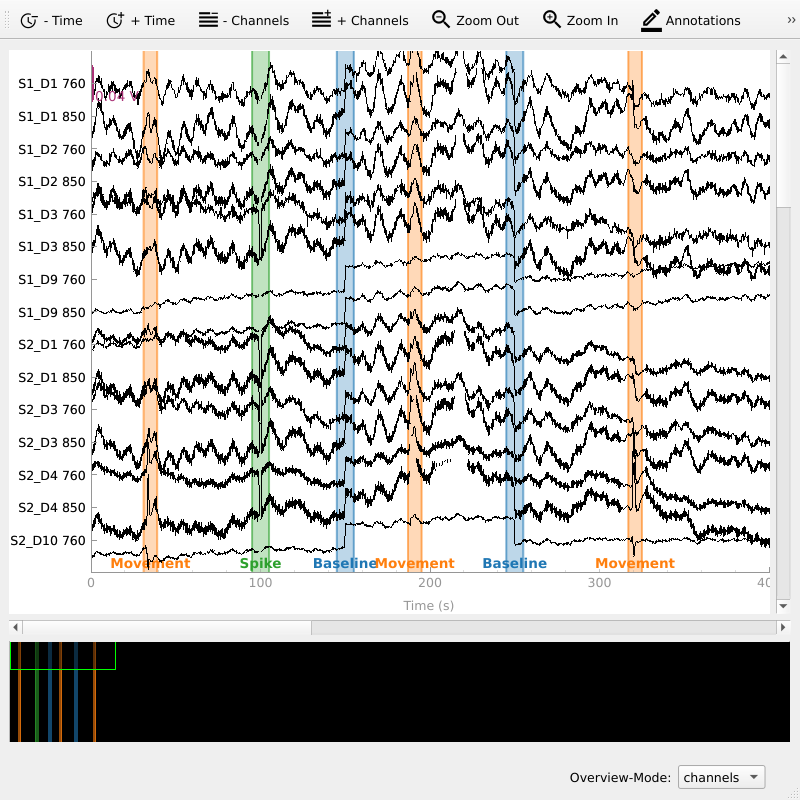 - Time + Time - Channels + Channels Zoom Out Zoom In Annotations »
S1_D1 760
0.04 V
S1_D1 850
S1_D2 760
S1_D2 850
S1_D3 760
S1_D3 850
S1_D9 760
S1_D9 850
S2_D1 760
S2_D1 850
S2_D3 760
S2_D3 850
S2_D4 760
S2_D4 850
S2_D10 760
Movement Spike Baseline Movement Baseline Movement
0 100 200 300 40
Time (s)
Overview-Mode: channels